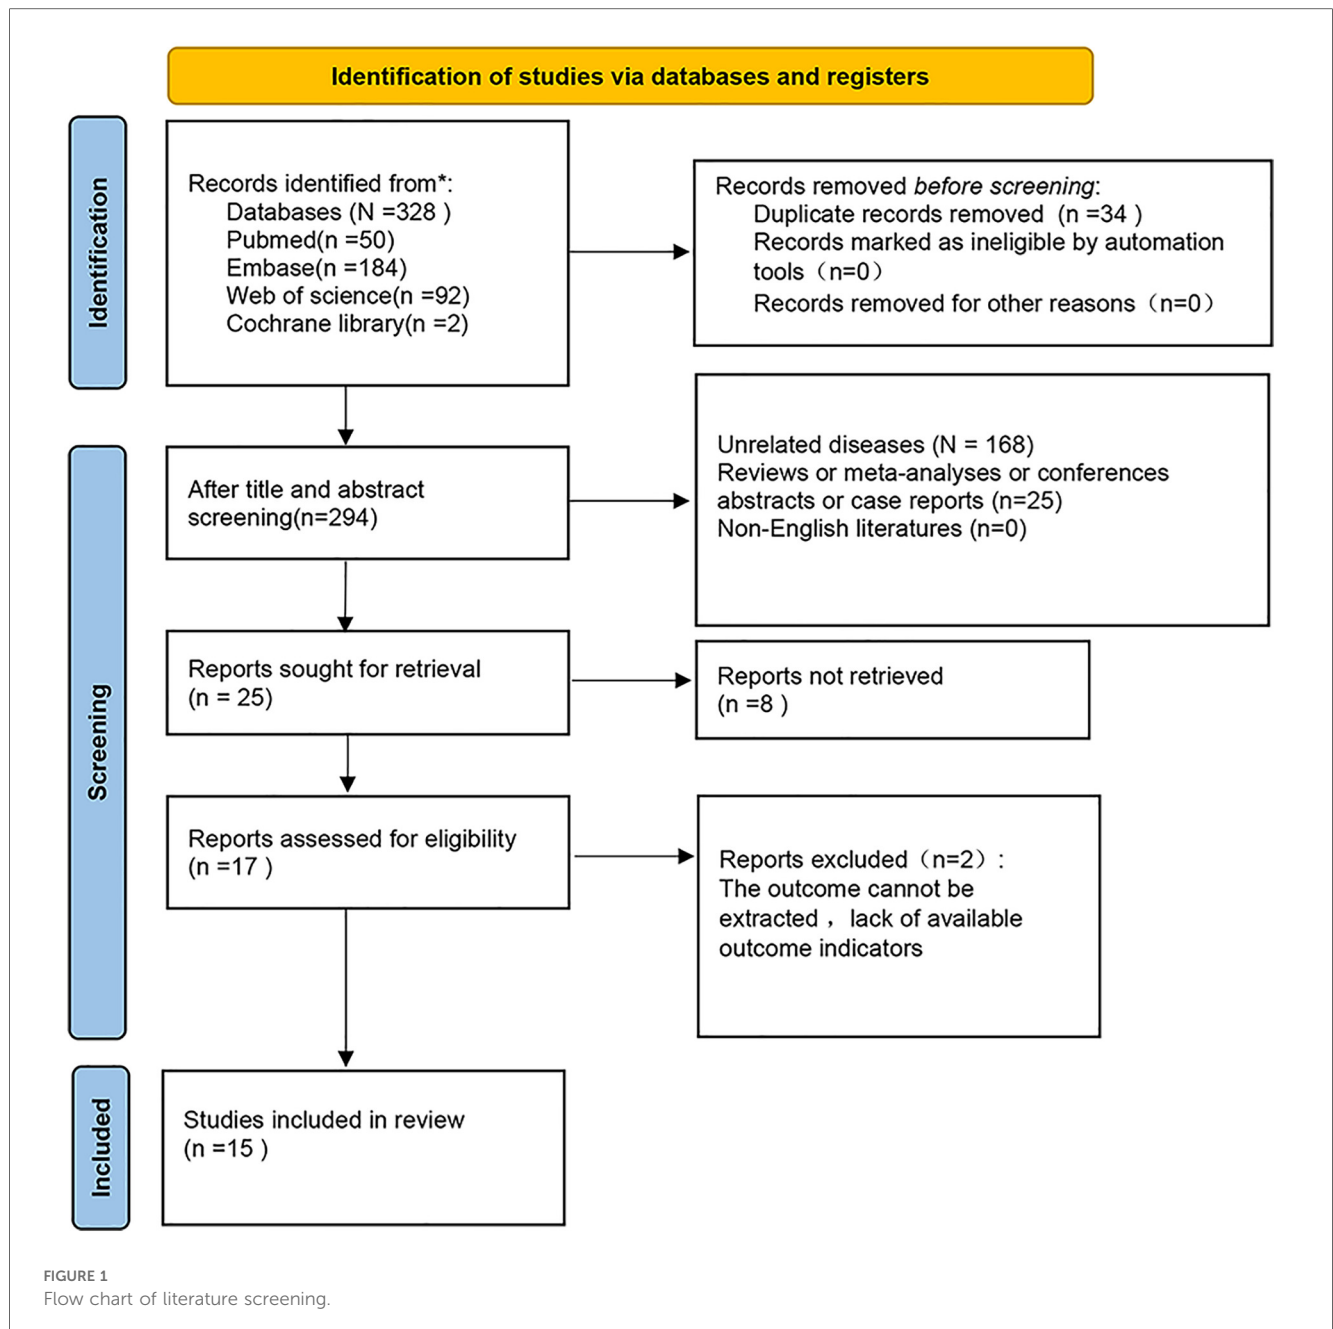 Identification of studies via databases and registers
Identification
Records identified from*:
Databases (N =328 )
Pubmed(n =50)
Embase(n =184)
Web of science(n =92)
Cochrane library(n =2)
Records removed before screening:
Duplicate records removed (n =34 )
Records marked as ineligible by automation
tools（n=0）
Records removed for other reasons（n=0）
Screening
After title and abstract
screening(n=294)
Unrelated diseases (N = 168)
Reviews or meta-analyses or conferences
abstracts or case reports (n=25)
Non-English literatures (n=0)
Reports sought for retrieval
(n = 25)
Reports not retrieved
(n =8 )
Reports assessed for eligibility
(n =17 )
Reports excluded（n=2）:
The outcome cannot be
extracted ，lack of available
outcome indicators
Included
Studies included in review
(n =15 )
FIGURE 1
Flow chart of literature screening.